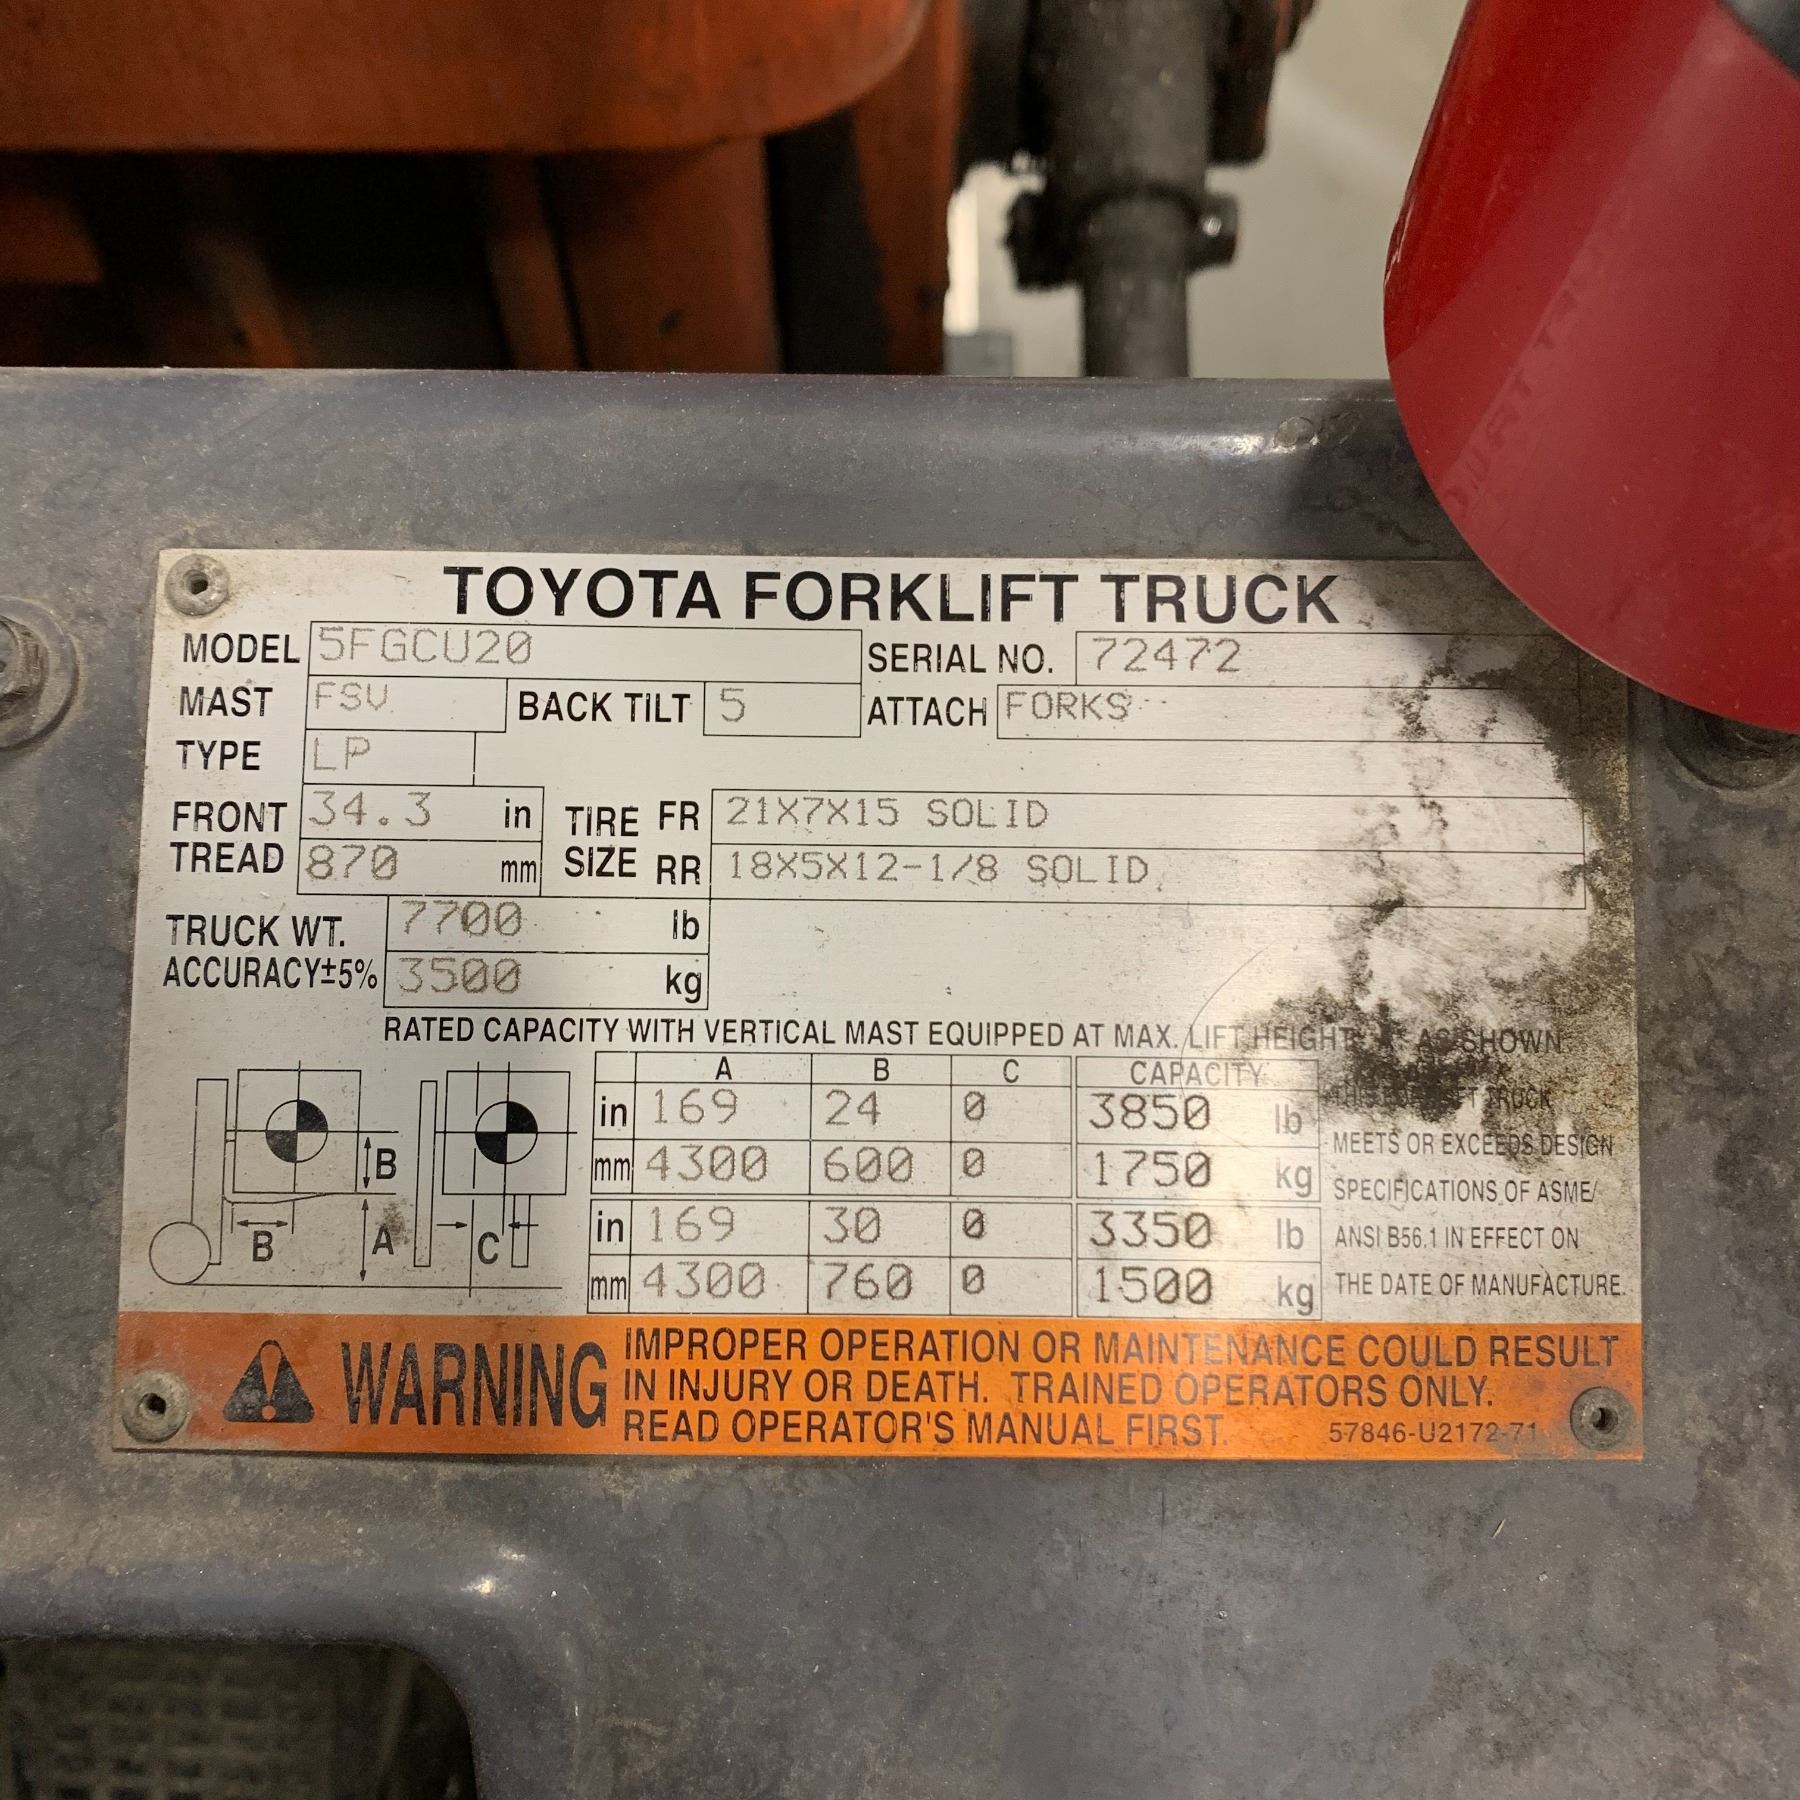 TOYOTA FORKLIFT TRUCK
MODEL 5FGCU20 SERIAL NO. 72472
MAST FSV BACK TILT 5 ATTACH FORKS
TYPE LP
FRONT TREAD 34.3 in 870 mm
TIRE SIZE FR 21X7X15 SOLID
RR 18X5X12-1/8 SOLID
TRUCK WT. 7700 lb
ACCURACY±5% 3500 kg
RATED CAPACITY WITH VERTICAL MAST EQUIPPED AT MAX. LIFT HEIGHT "A" AS SHOWN.
A B C CAPACITY
in 169 24 0 3850 lb
mm 4300 600 0 1750 kg
in 169 30 0 3350 lb
mm 4300 760 0 1500 kg
B
B
A
C
THIS FORKLIFT TRUCK
MEETS OR EXCEEDS DESIGN
SPECIFICATIONS OF ASME/
ANSI B56.1 IN EFFECT ON
THE DATE OF MANUFACTURE.
WARNING
IMPROPER OPERATION OR MAINTENANCE COULD RESULT
IN INJURY OR DEATH. TRAINED OPERATORS ONLY.
READ OPERATOR'S MANUAL FIRST.
57846-U2172-71